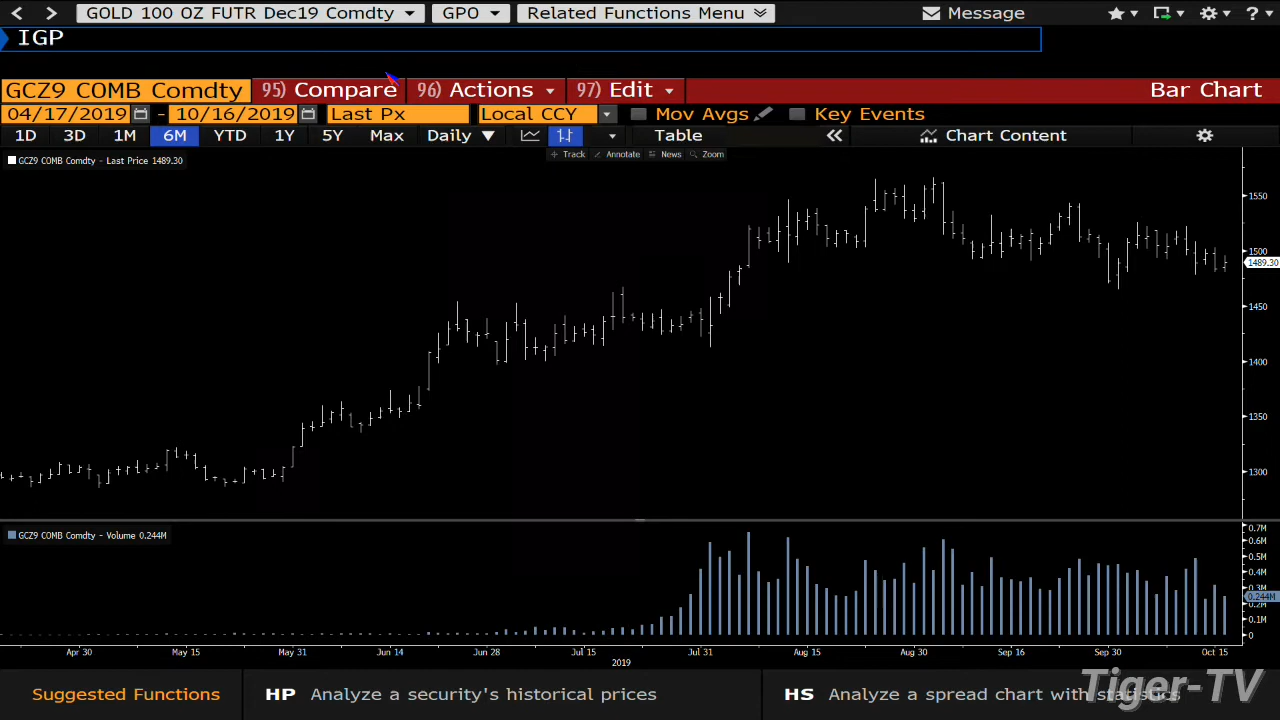 GOLD 100 OZ FUTR Dec19 Comdty GPO Related Functions Menu Message ?
IGP
GCZ9 COMB Comdty 95) Compare 96) Actions 97) Edit Bar Chart
04/17/2019 - 10/16/2019 Last Px Local CCY Mov Avgs Key Events
1D 3D 1M 6M YTD 1Y 5Y Max Daily Table Chart Content
Track Annotate News Zoom
GCZ9 COMB Comdty - Last Price 1489.30
1550
1500
1489.30
1450
1400
1350
1300
GCZ9 COMB Comdty - Volume 0.244M
0.7M
0.6M
0.5M
0.4M
0.3M
0.244M
0.2M
0.1M
0
Apr 30 May 15 May 31 Jun 14 Jun 28 Jul 15 Jul 31 Aug 15 Aug 30 Sep 16 Sep 30 Oct 15
2019
Suggested Functions HP Analyze a security's historical prices HS Analyze a spread chart with statistics
Tiger-TV